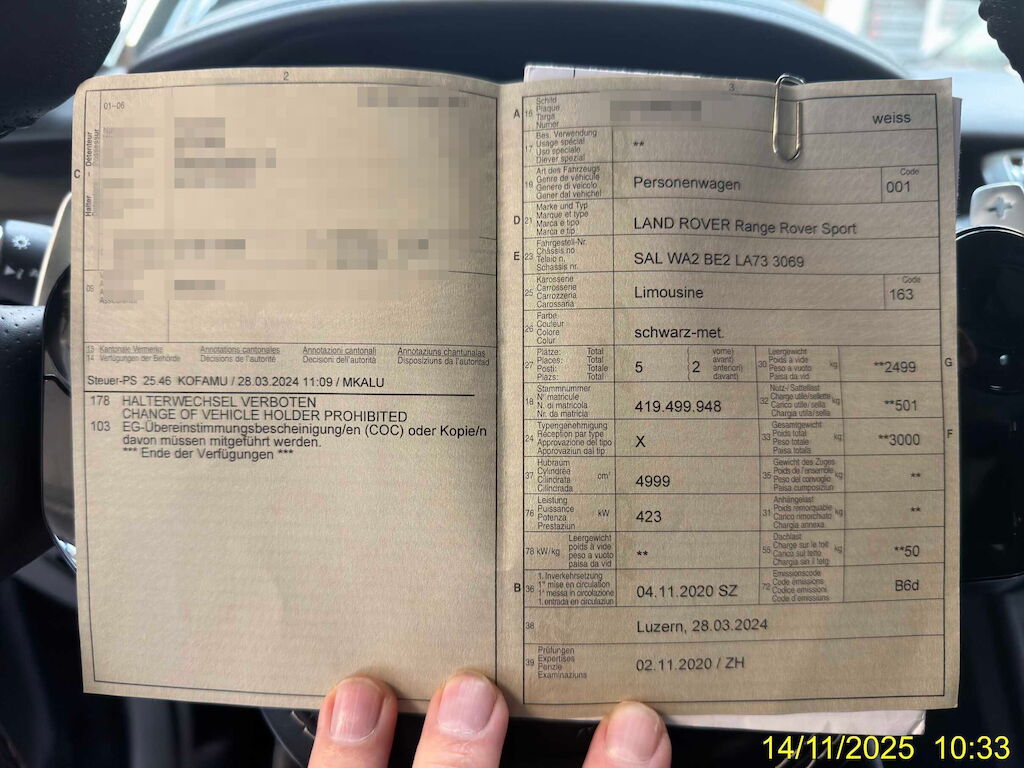 2
01-06
C
Halter – Détenteur
Possessur
09
13 Kantonale Vermerke Annotations cantonales Annotazioni cantonali Annotaziuns chantunalas
14 Verfügungen der Behörde Décisions de l'autorité Decisioni dell'autorità Disposiziuns da l'autoritad
Steuer-PS 25.46 KOFAMU / 28.03.2024 11:09 / MKALU
178 HALTERWECHSEL VERBOTEN
CHANGE OF VEHICLE HOLDER PROHIBITED
103 EG-Übereinstimmungsbescheinigung/en (COC) oder Kopie/n
davon müssen mitgeführt werden.
*** Ende der Verfügungen ***
3
A
Schild
Plaque
Targa
Numer
weiss
17
Bes. Verwendung
Usage spécial
Uso speciale
Diever spezial
**
19
Art des Fahrzeugs
Genre de véhicule
Genere di veicolo
Gener dal vehichel
Personenwagen
Code
001
D 21
Marke und Typ
Marque et type
Marca e tipo
Marca e tip
LAND ROVER Range Rover Sport
E 23
Fahrgestell-Nr.
Châssis no
Telaio n.
Schassis nr.
SAL WA2 BE2 LA73 3069
25
Karosserie
Carrosserie
Carrozzeria
Carossaria
Limousine
Code
163
26
Farbe
Couleur
Colore
Colur
schwarz-met.
27
Plätze: Total
Places: Total
Posti: Totale
Plazs: Total
5
2
vorne)
avant)
anteriori)
davant)
30
Leergewicht
Poids à vide
Peso a vuoto
Paisa da vid
kg
**2499
G
18
Stammnummer
N° matricule
N. di matricola
Nr. da matricla
419.499.948
32
Nutz-/ Sattellast
Charge utile/sellette
Carico utile/ sella
Chargia utila/sella
kg
**501
24
Typengenehmigung
Réception par type
Approvazione del tipo
Approvaziun dal tip
X
33
Gesamtgewicht
Poids total
Peso totale
Paisa totala
kg
**3000
F
37
Hubraum
Cylindrée
Cilindrata
Cilindrada
cm³
4999
35
Gewicht des Zuges
Poids de l'ensemble
Peso del convoglio
Paisa cumposiziun
kg
**
76
Leistung
Puissance
Potenza
Prestaziun
kW
423
31
Anhängelast
Poids remorquable
Carico rimorchiato
Chargia annexa
kg
**
78 kW/kg
Leergewicht
poids à vide
peso a vuoto
paisa da vid
**
55
Dachlast
Charge sur le toit
Carico sul tetto
Chargia sin il tetg
kg
**50
B 36
1. Inverkehrsetzung
1re mise en circulation
1a messa in circolazione
1. entrada en circulaziun
04.11.2020 SZ
72
Emissionscode
Code émissions
Codice emissioni
Code d'emissiuns
B6d
38
Luzern, 28.03.2024
39
Prüfungen
Expertises
Perizie
Examinaziuns
02.11.2020 / ZH
14/11/2025 10:33